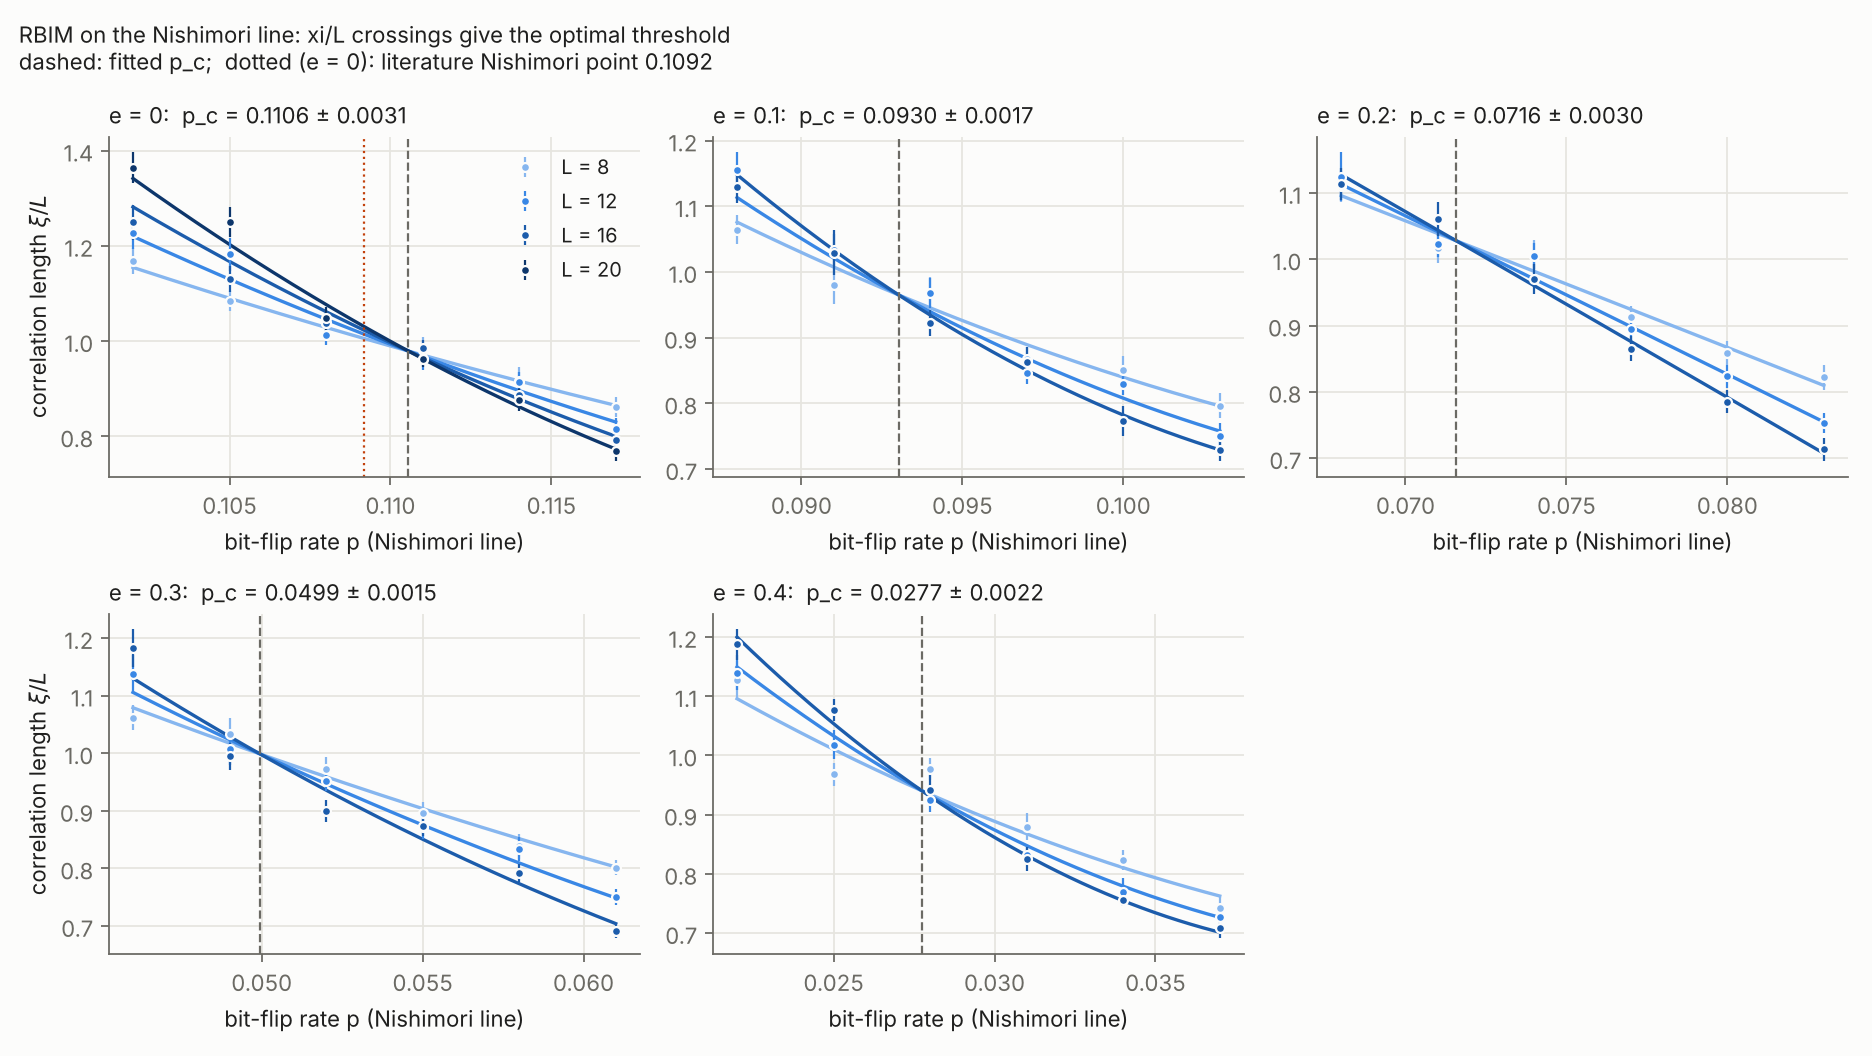 RBIM on the Nishimori line: xi/L crossings give the optimal threshold
dashed: fitted p_c;  dotted (e = 0): literature Nishimori point 0.1092
e = 0:  p_c = 0.1106 ± 0.0031
1.4
1.2
1.0
0.8
correlation length ξ/L
L = 8
L = 12
L = 16
L = 20
0.105
0.110
0.115
bit-flip rate p (Nishimori line)
e = 0.1:  p_c = 0.0930 ± 0.0017
1.2
1.1
1.0
0.9
0.8
0.7
0.090
0.095
0.100
bit-flip rate p (Nishimori line)
e = 0.2:  p_c = 0.0716 ± 0.0030
1.1
1.0
0.9
0.8
0.7
0.070
0.075
0.080
bit-flip rate p (Nishimori line)
e = 0.3:  p_c = 0.0499 ± 0.0015
1.2
1.1
1.0
0.9
0.8
0.7
correlation length ξ/L
0.050
0.055
0.060
bit-flip rate p (Nishimori line)
e = 0.4:  p_c = 0.0277 ± 0.0022
1.2
1.1
1.0
0.9
0.8
0.7
0.025
0.030
0.035
bit-flip rate p (Nishimori line)